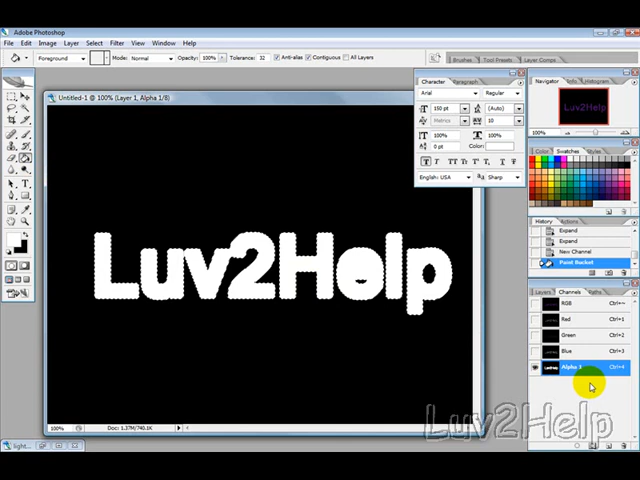 Adobe Photoshop
File Edit Image Layer Select Filter View Window Help
Foreground Mode: Normal Opacity: 100% Tolerance: 32 Anti-alias Contiguous All Layers
Brushes Tool Presets Layer Comps
Untitled-1 @ 100% (Layer 1, Alpha 1/8)
Luv2Help
100% Doc: 1.37M/740.1K
Character Paragraph
Arial Regular
150 pt (Auto)
Metrics 10
100% 100%
0 pt Color:
English: USA Sharp
Navigator Info Histogram
Luv2Help
100%
Color Swatches Styles
History Actions
Expand
Expand
New Channel
Paint Bucket
Layers Channels Paths
RGB Ctrl+~
Red Ctrl+1
Green Ctrl+2
Blue Ctrl+3
Alpha 1 Ctrl+4
Luv2Help
light...